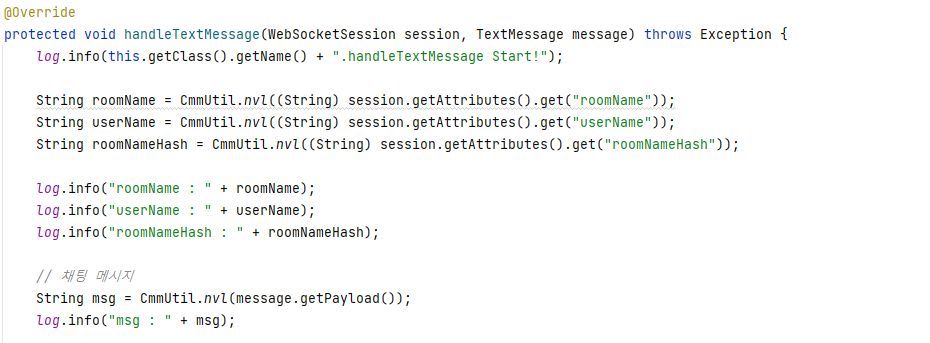 @Override
protected void handleTextMessage(WebSocketSession session, TextMessage message) throws Exception {
    log.info(this.getClass().getName() + ".handleTextMessage Start!");
    String roomName = CmmUtil.nvl((String) session.getAttributes().get("roomName"));
    String userName = CmmUtil.nvl((String) session.getAttributes().get("userName"));
    String roomNameHash = CmmUtil.nvl((String) session.getAttributes().get("roomNameHash"));
    log.info("roomName : " + roomName);
    log.info("userName : " + userName);
    log.info("roomNameHash : " + roomNameHash);
    // 채팅 메시지
    String msg = CmmUtil.nvl(message.getPayload());
    log.info("msg : " + msg);